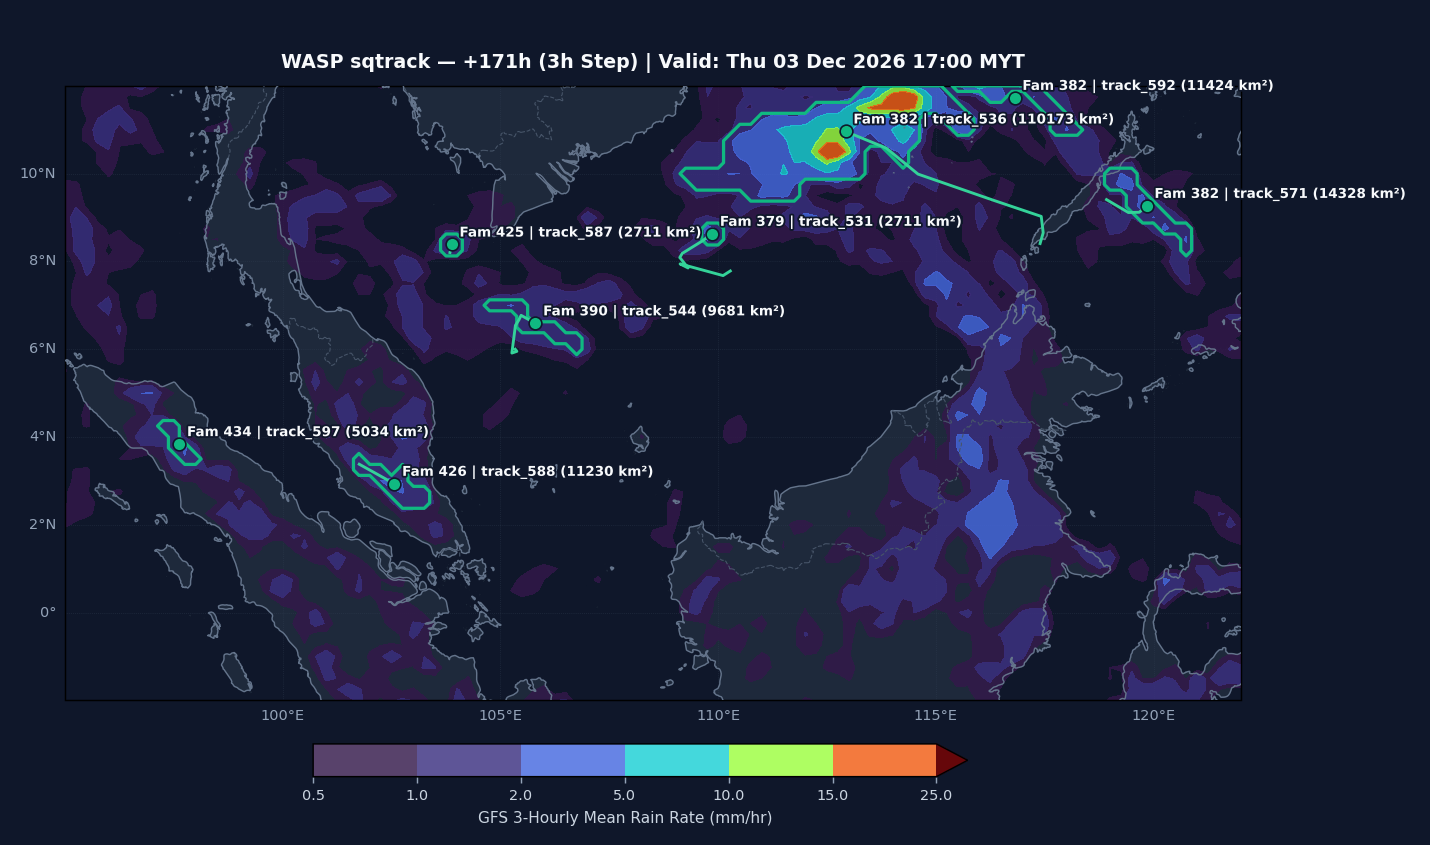 WASP sqtrack — +171h (3h Step) | Valid: Thu 03 Dec 2026 17:00 MYT
Fam 382 | track_592 (11424 km²)
Fam 382 | track_536 (110173 km²)
10°N
Fam 382 | track_571 (14328 km²)
Fam 379 | track_531 (2711 km²)
Fam 425 | track_587 (2711 km²)
8°N
Fam 390 | track_544 (9681 km²)
6°N
4°N
Fam 434 | track_597 (5034 km²)
Fam 426 | track_588 (11230 km²)
2°N
0°
100°E 105°E 110°E 115°E 120°E
0.5 1.0 2.0 5.0 10.0 15.0 25.0
GFS 3-Hourly Mean Rain Rate (mm/hr)